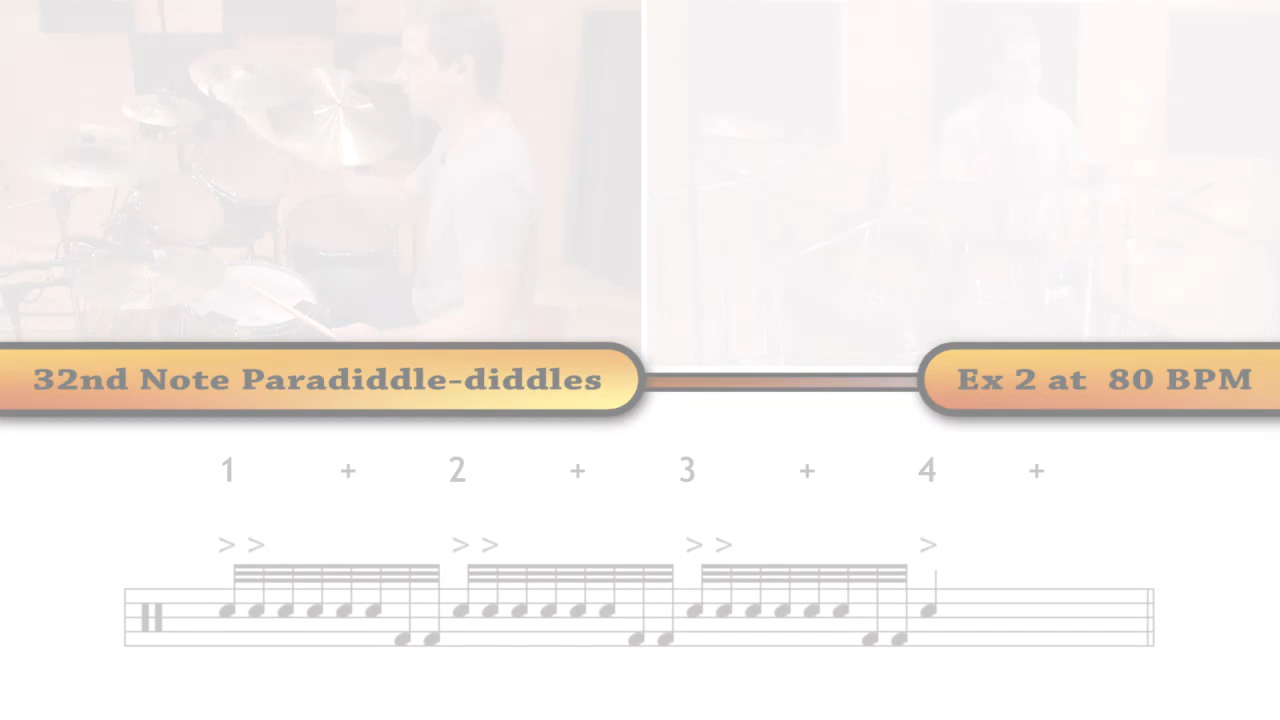 32nd Note Paradiddle-diddles
Ex 2 at 80 BPM
1 + 2 + 3 + 4 +
> > > > > > >